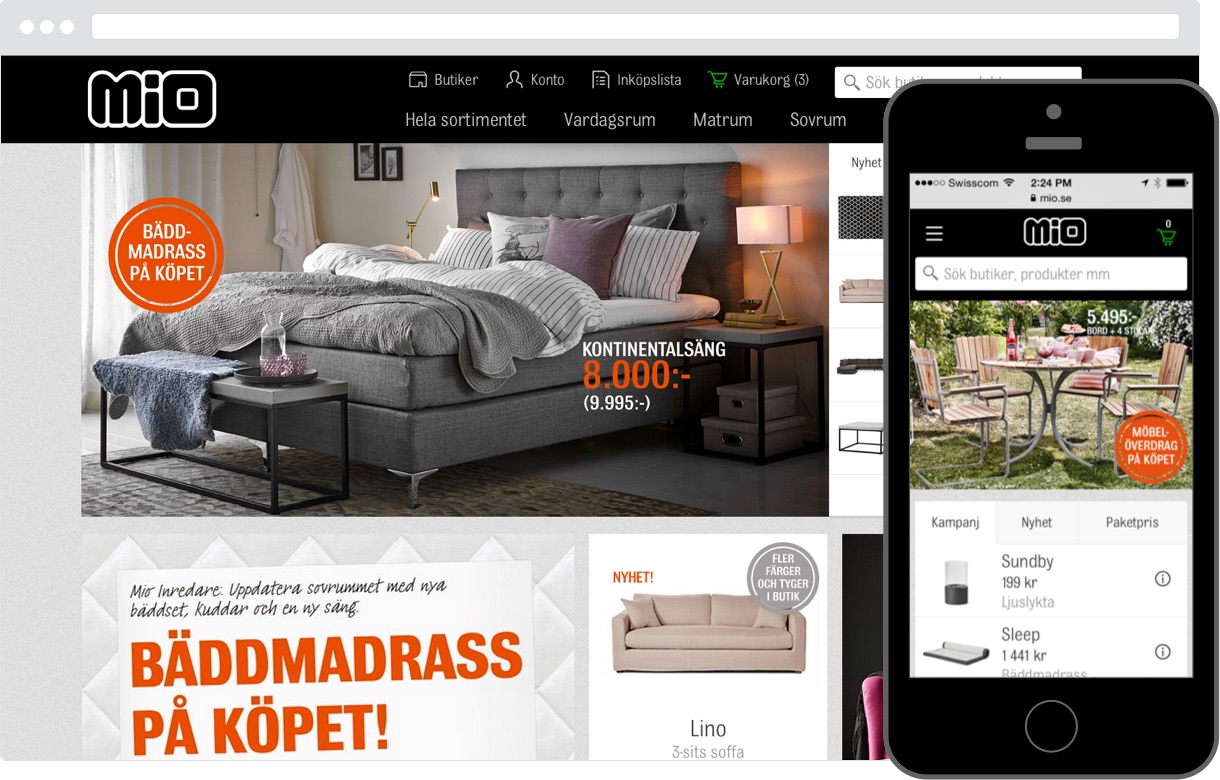 mio
Butiker
Konto
Inköpslista
Varukorg (3)
Sök
Hela sortimentet
Vardagsrum
Matrum
Sovrum
BÄDD-
MADRASS
PÅ KÖPET
KONTINENTALSÄNG
8.000:-
(9.995:-)
Nyhet
Mio Inredare: Uppdatera sovrummet med nya
bäddset, kuddar och en ny säng.
BÄDDMADRASS
PÅ KÖPET!
NYHET!
FLER
FÄRGER
OCH TYGER
I BUTIK
Lino
3-sits soffa
Swisscom
2:24 PM
mio.se
mio
0
Sök butiker, produkter mm
5.495:-
BORD + 4 STOLAR
MÖBEL-
ÖVERDRAG
PÅ KÖPET
Kampanj
Nyhet
Paketpris
Sundby
199 kr
Ljuslykta
Sleep
1 441 kr
Bäddmadrass